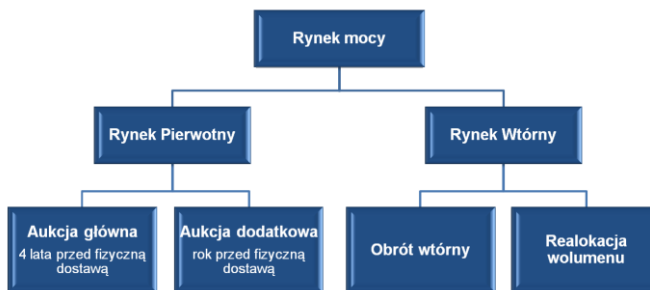 Rynek mocy
Rynek Pierwotny
Rynek Wtórny
Aukcja główna
4 lata przed fizyczną
dostawą
Aukcja dodatkowa
rok przed fizyczną
dostawą
Obrót wtórny
Realokacja
wolumenu